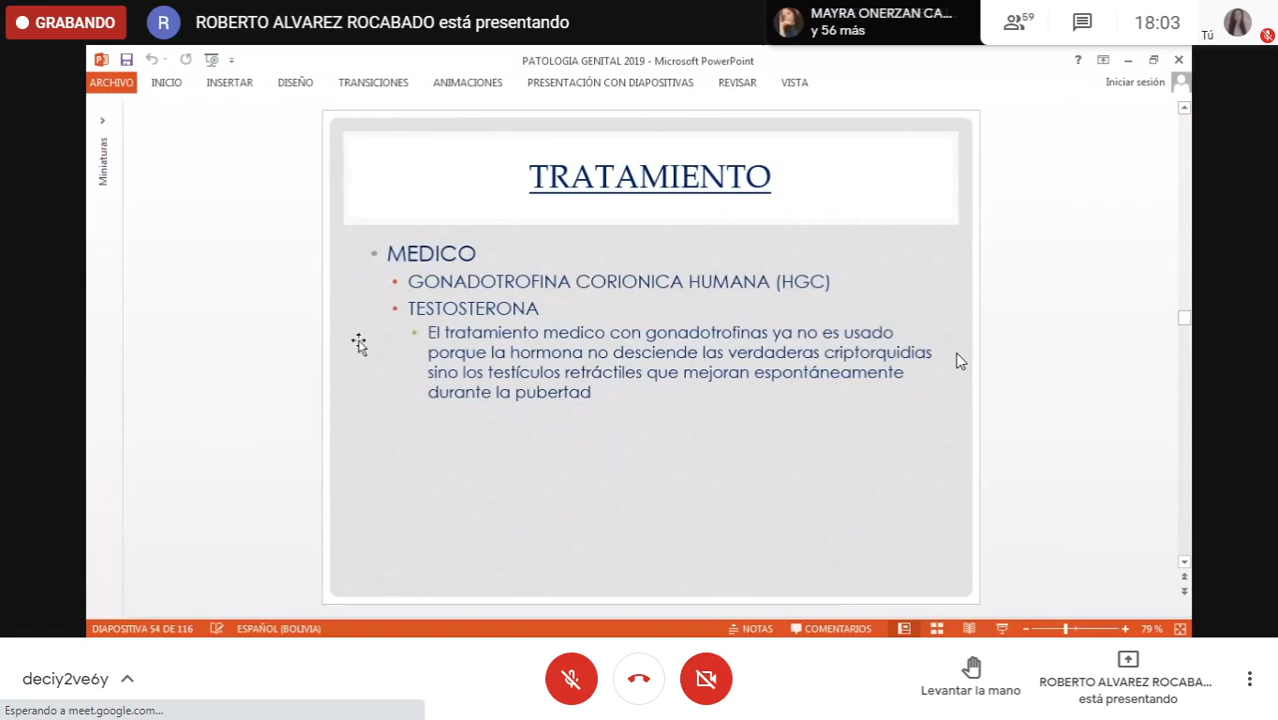 GRABANDO
R
ROBERTO ALVAREZ ROCABADO está presentando
MAYRA ONERZAN CA...
y 56 más
59
18:03
Tú
PATOLOGIA GENITAL 2019 - Microsoft PowerPoint
?
ARCHIVO INICIO INSERTAR DISEÑO TRANSICIONES ANIMACIONES PRESENTACIÓN CON DIAPOSITIVAS REVISAR VISTA
Iniciar sesión
Miniaturas
TRATAMIENTO
• MEDICO
• GONADOTROFINA CORIONICA HUMANA (HGC)
• TESTOSTERONA
• El tratamiento medico con gonadotrofinas ya no es usado
porque la hormona no desciende las verdaderas criptorquidias
sino los testículos retráctiles que mejoran espontáneamente
durante la pubertad
DIAPOSITIVA 54 DE 116 ESPAÑOL (BOLIVIA) NOTAS COMENTARIOS 79 %
deciy2ve6y
Levantar la mano
ROBERTO ALVAREZ ROCABA...
está presentando
Esperando a meet.google.com...